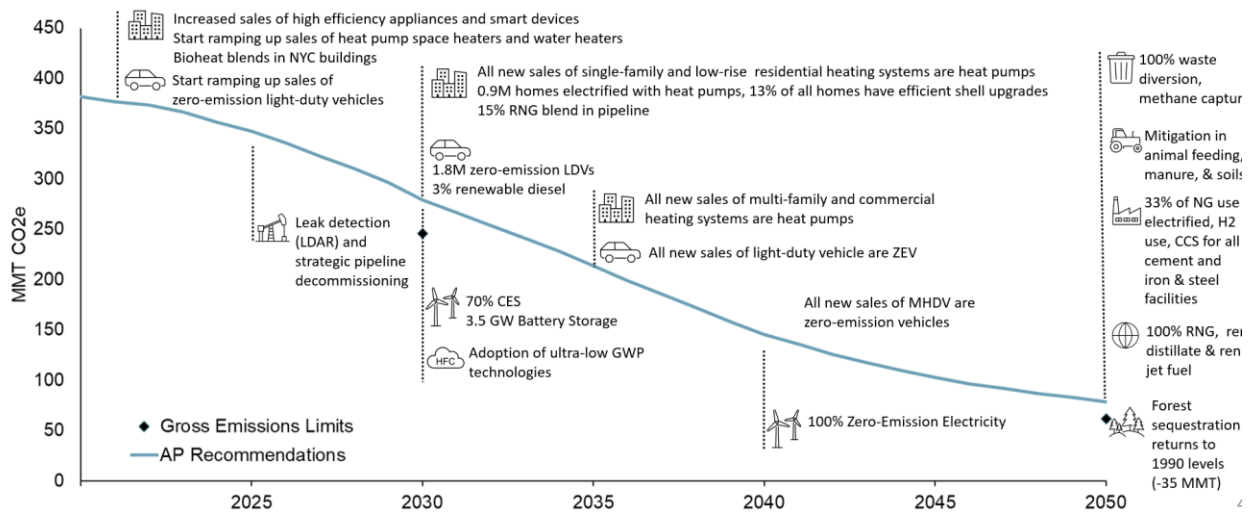 450
400
350
300
250
200
150
100
50
0
MMT CO2e
Increased sales of high efficiency appliances and smart devices
Start ramping up sales of heat pump space heaters and water heaters
Bioheat blends in NYC buildings
Start ramping up sales of
zero-emission light-duty vehicles
Leak detection
(LDAR) and
strategic pipeline
decommissioning
All new sales of single-family and low-rise residential heating systems are heat pumps
0.9M homes electrified with heat pumps, 13% of all homes have efficient shell upgrades
15% RNG blend in pipeline
1.8M zero-emission LDVs
3% renewable diesel
70% CES
3.5 GW Battery Storage
HFC
Adoption of ultra-low GWP
technologies
All new sales of multi-family and commercial
heating systems are heat pumps
All new sales of light-duty vehicle are ZEV
All new sales of MHDV are
zero-emission vehicles
100% Zero-Emission Electricity
100% waste
diversion,
methane captur
Mitigation in
animal feeding,
manure, & soils
33% of NG use
electrified, H2
use, CCS for all
cement and
iron & steel
facilities
100% RNG, ren
distillate & ren
jet fuel
Forest
sequestration
returns to
1990 levels
(-35 MMT)
Gross Emissions Limits
AP Recommendations
2025
2030
2035
2040
2045
2050